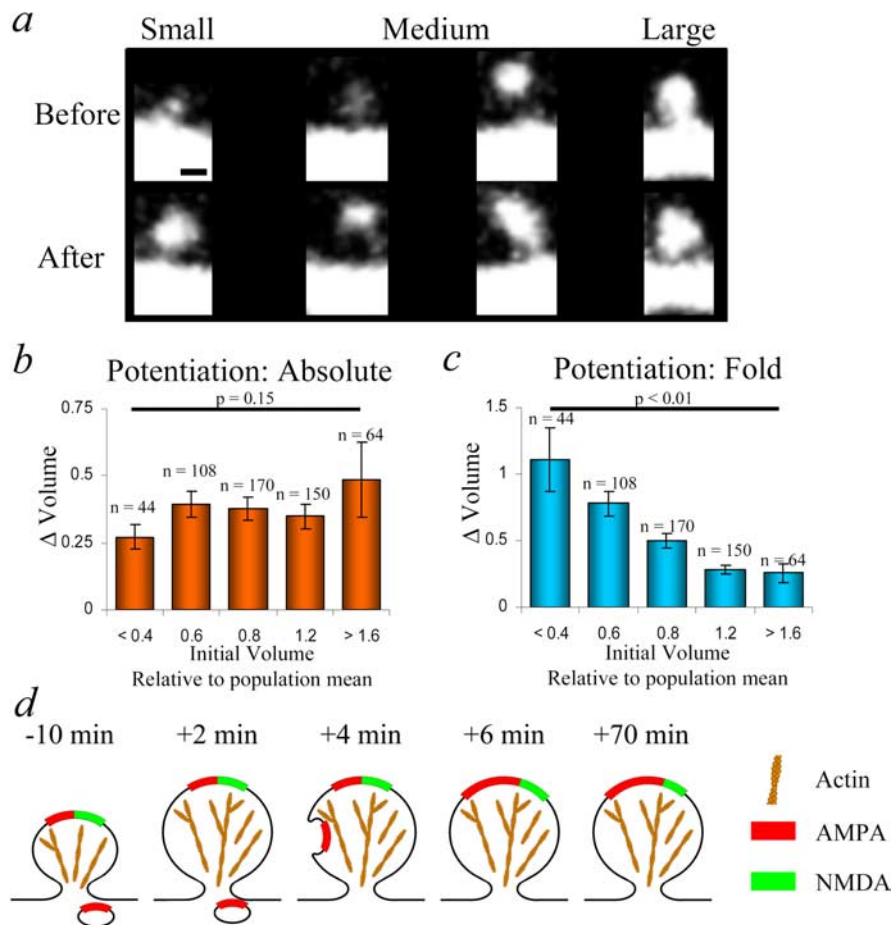 a
Small Medium Large
Before
After
b
Potentiation: Absolute
p = 0.15
0.75
0.5
0.25
0
Δ Volume
n = 44
n = 108
n = 170
n = 150
n = 64
< 0.4 0.6 0.8 1.2 > 1.6
Initial Volume
Relative to population mean
c
Potentiation: Fold
p < 0.01
1.5
1
0.5
0
Δ Volume
n = 44
n = 108
n = 170
n = 150
n = 64
< 0.4 0.6 0.8 1.2 > 1.6
Initial Volume
Relative to population mean
d
-10 min +2 min +4 min +6 min +70 min
Actin
AMPA
NMDA